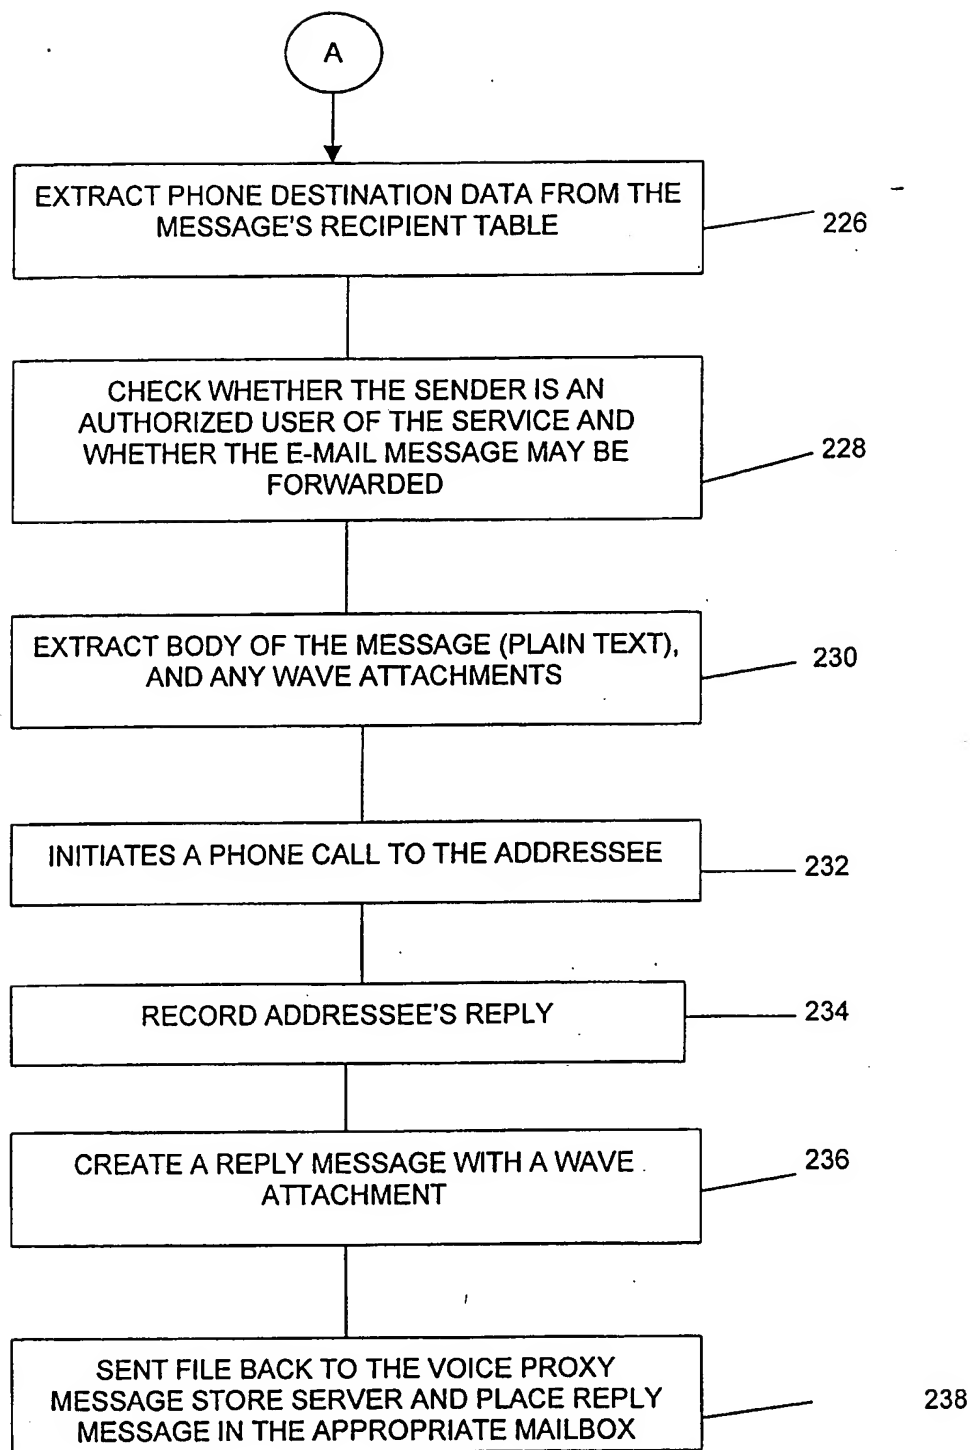 A
EXTRACT PHONE DESTINATION DATA FROM THE
MESSAGE'S RECIPIENT TABLE
226
CHECK WHETHER THE SENDER IS AN
AUTHORIZED USER OF THE SERVICE AND
WHETHER THE E-MAIL MESSAGE MAY BE
FORWARDED
228
EXTRACT BODY OF THE MESSAGE (PLAIN TEXT),
AND ANY WAVE ATTACHMENTS
230
INITIATES A PHONE CALL TO THE ADDRESSEE
232
RECORD ADDRESSEE'S REPLY
234
CREATE A REPLY MESSAGE WITH A WAVE
ATTACHMENT
236
SENT FILE BACK TO THE VOICE PROXY
MESSAGE STORE SERVER AND PLACE REPLY
MESSAGE IN THE APPROPRIATE MAILBOX
238